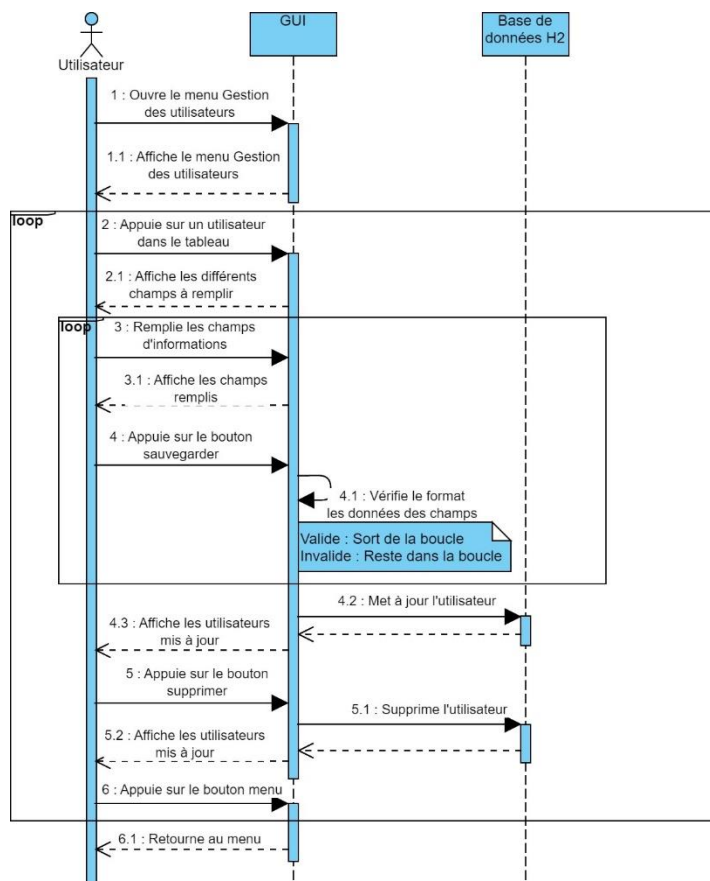 Utilisateur
GUI
Base de
données H2
1 : Ouvre le menu Gestion
des utilisateurs
1.1 : Affiche le menu Gestion
des utilisateurs
loop
2 : Appuie sur un utilisateur
dans le tableau
2.1 : Affiche les différents
champs à remplir
loop
3 : Remplie les champs
d'informations
3.1 : Affiche les champs
remplis
4 : Appuie sur le bouton
sauvegarder
4.1 : Vérifie le format
les données des champs
Valide : Sort de la boucle
Invalide : Reste dans la boucle
4.2 : Met à jour l'utilisateur
4.3 : Affiche les utilisateurs
mis à jour
5 : Appuie sur le bouton
supprimer
5.1 : Supprime l'utilisateur
5.2 : Affiche les utilisateurs
mis à jour
6 : Appuie sur le bouton menu
6.1 : Retourne au menu